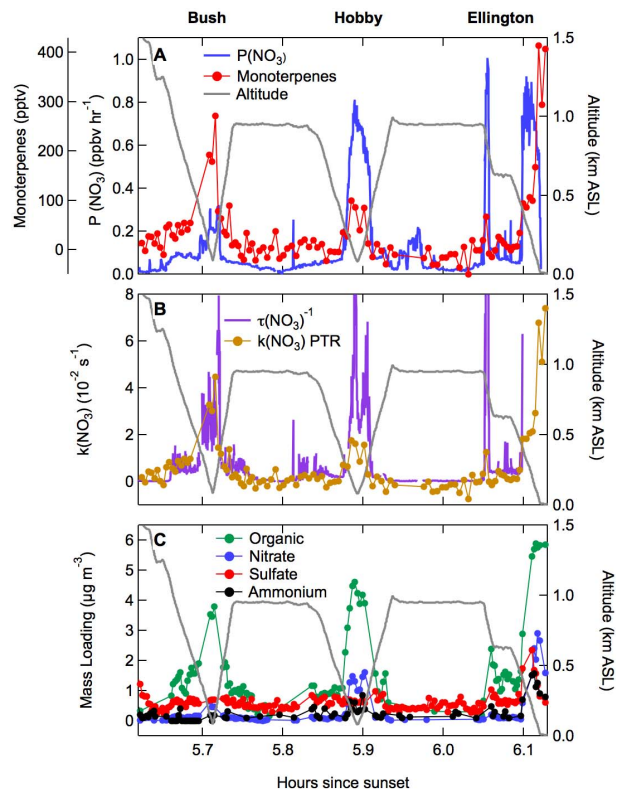 Bush Hobby Ellington
A
P(NO3)
Monoterpenes
Altitude
Monoterpenes (pptv)
400
300
200
100
0
P (NO3) (ppbv hr-1)
1.0
0.8
0.6
0.4
0.2
0.0
Altitude (km ASL)
1.5
1.0
0.5
0.0
B
τ(NO3)-1
k(NO3) PTR
k(NO3) (10-2 s-1)
8
6
4
2
0
Altitude (km ASL)
1.5
1.0
0.5
0.0
C
Organic
Nitrate
Sulfate
Ammonium
Mass Loading (µg m-3)
6
5
4
3
2
1
0
Altitude (km ASL)
1.5
1.0
0.5
0.0
5.7 5.8 5.9 6.0 6.1
Hours since sunset